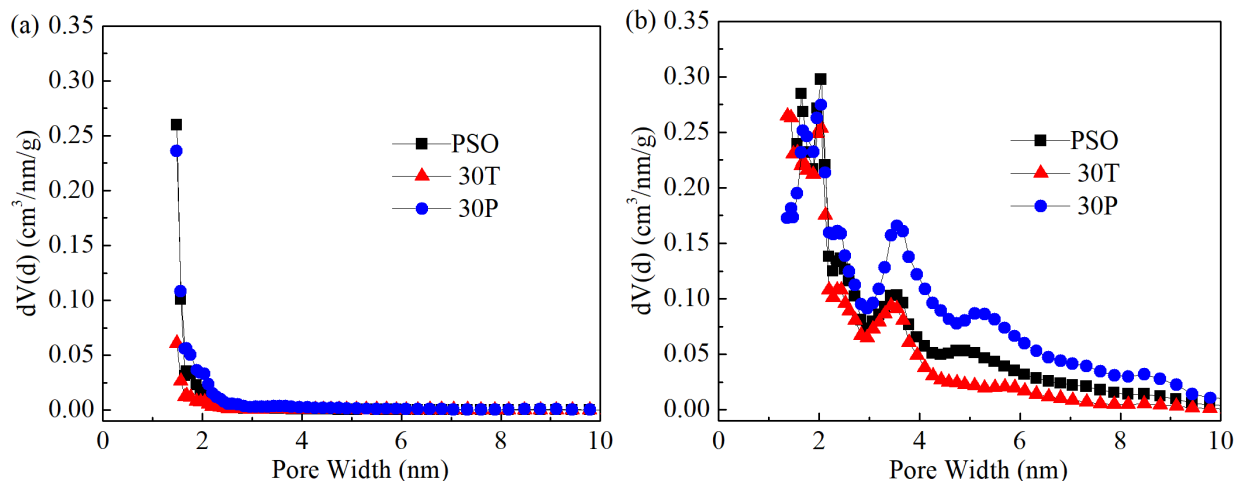 (a)
0.35
0.30
0.25
0.20
0.15
0.10
0.05
0.00
dV(d) (cm³/nm/g)
PSO
30T
30P
0 2 4 6 8 10
Pore Width (nm)
(b)
0.35
0.30
0.25
0.20
0.15
0.10
0.05
0.00
dV(d) (cm³/nm/g)
PSO
30T
30P
0 2 4 6 8 10
Pore Width (nm)